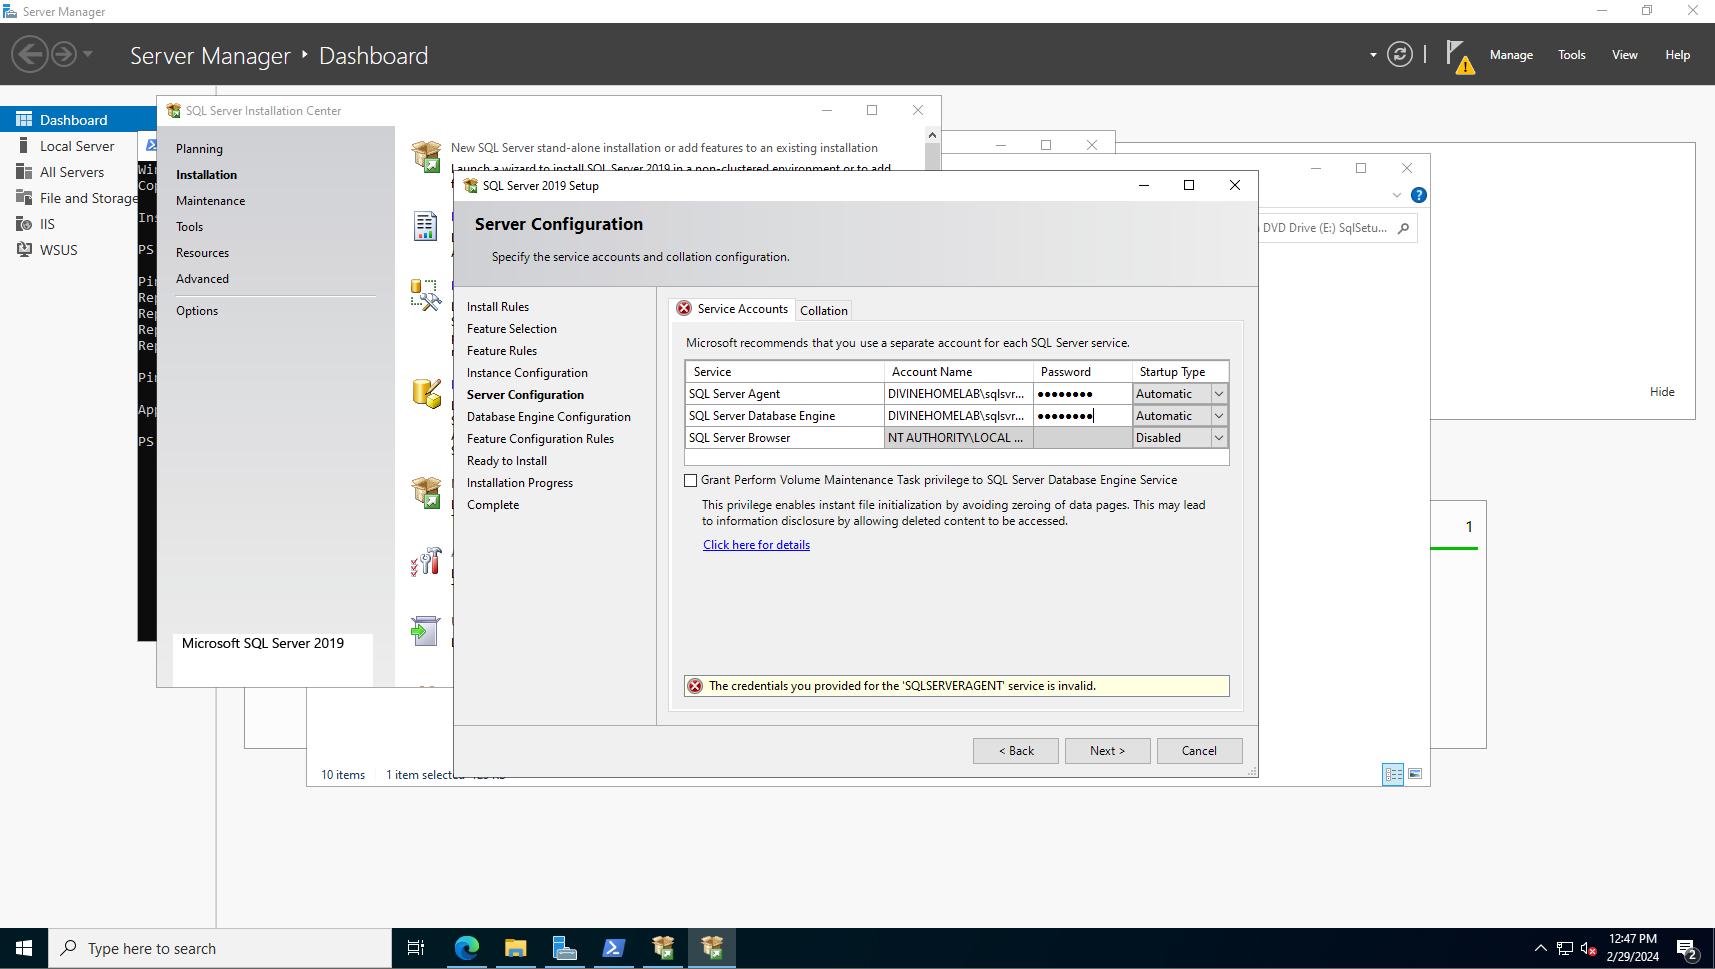 Server Manager
Server Manager ‣ Dashboard
Manage
Tools
View
Help
Dashboard
Local Server
All Servers
File and Storage
IIS
WSUS
SQL Server Installation Center
Planning
Installation
Maintenance
Tools
Resources
Advanced
Options
Microsoft SQL Server 2019
New SQL Server stand-alone installation or add features to an existing installation
Launch a wizard to install SQL Server 2019 in a non-clustered environment or to add
PS
PS
DVD Drive (E:) SqlSetu...
Hide
1
10 items
1 item selected
SQL Server 2019 Setup
Server Configuration
Specify the service accounts and collation configuration.
Install Rules
Feature Selection
Feature Rules
Instance Configuration
Server Configuration
Database Engine Configuration
Feature Configuration Rules
Ready to Install
Installation Progress
Complete
Service Accounts
Collation
Microsoft recommends that you use a separate account for each SQL Server service.
Service Account Name Password Startup Type
SQL Server Agent DIVINEHOMELAB\sqlsvr... ●●●●●●●● Automatic
SQL Server Database Engine DIVINEHOMELAB\sqlsvr... ●●●●●●●● Automatic
SQL Server Browser NT AUTHORITY\LOCAL ... Disabled
Grant Perform Volume Maintenance Task privilege to SQL Server Database Engine Service
This privilege enables instant file initialization by avoiding zeroing of data pages. This may lead
to information disclosure by allowing deleted content to be accessed.
Click here for details
The credentials you provided for the 'SQLSERVERAGENT' service is invalid.
< Back
Next >
Cancel
Type here to search
12:47 PM
2/29/2024
2